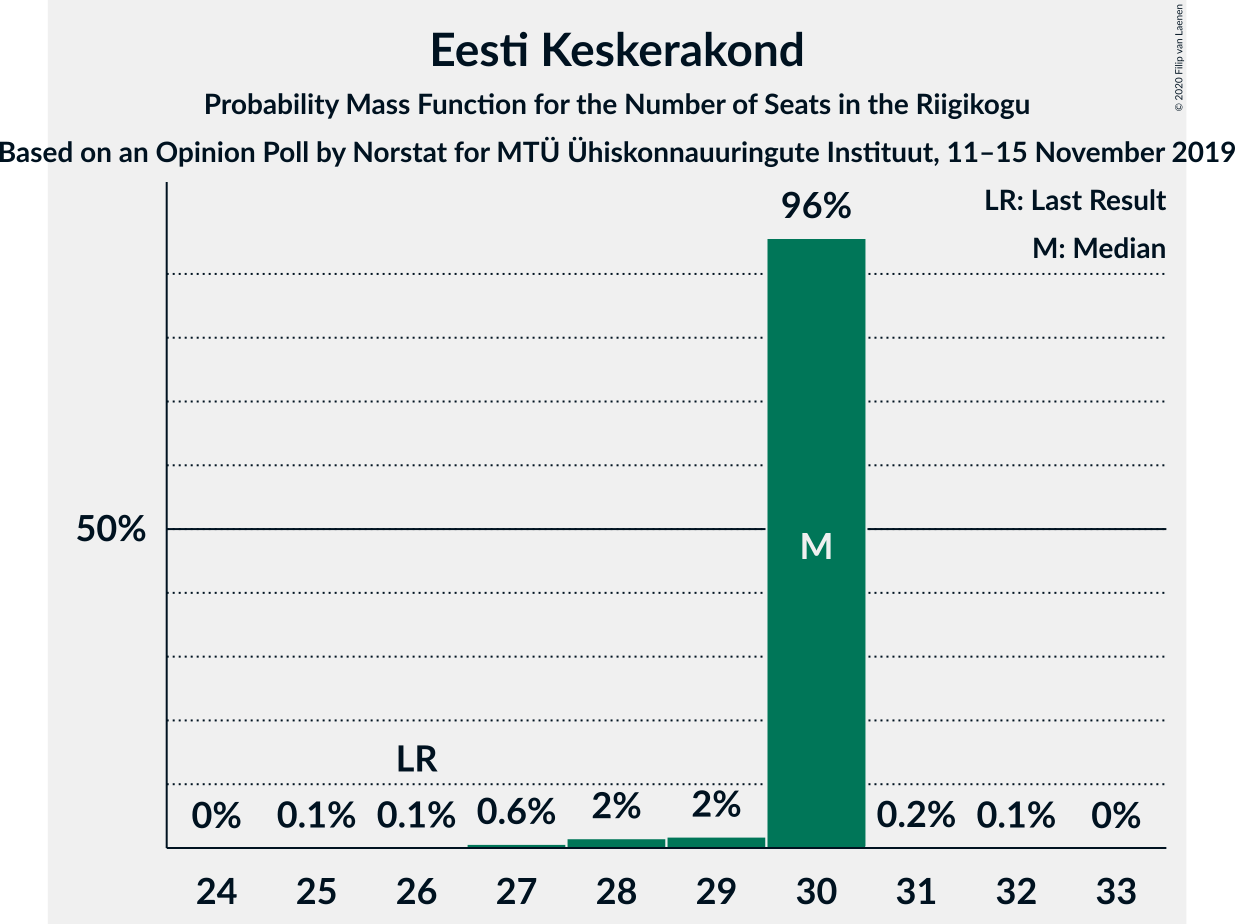 Eesti Keskerakond
Probability Mass Function for the Number of Seats in the Riigikogu
Based on an Opinion Poll by Norstat for MTÜ Ühiskonnauuringute Instituut, 11–15 November 2019
© 2020 Filip van Laenen
LR: Last Result
M: Median
96%
50%
M
LR
0% 0.1% 0.1% 0.6% 2% 2% 0.2% 0.1% 0%
24 25 26 27 28 29 30 31 32 33